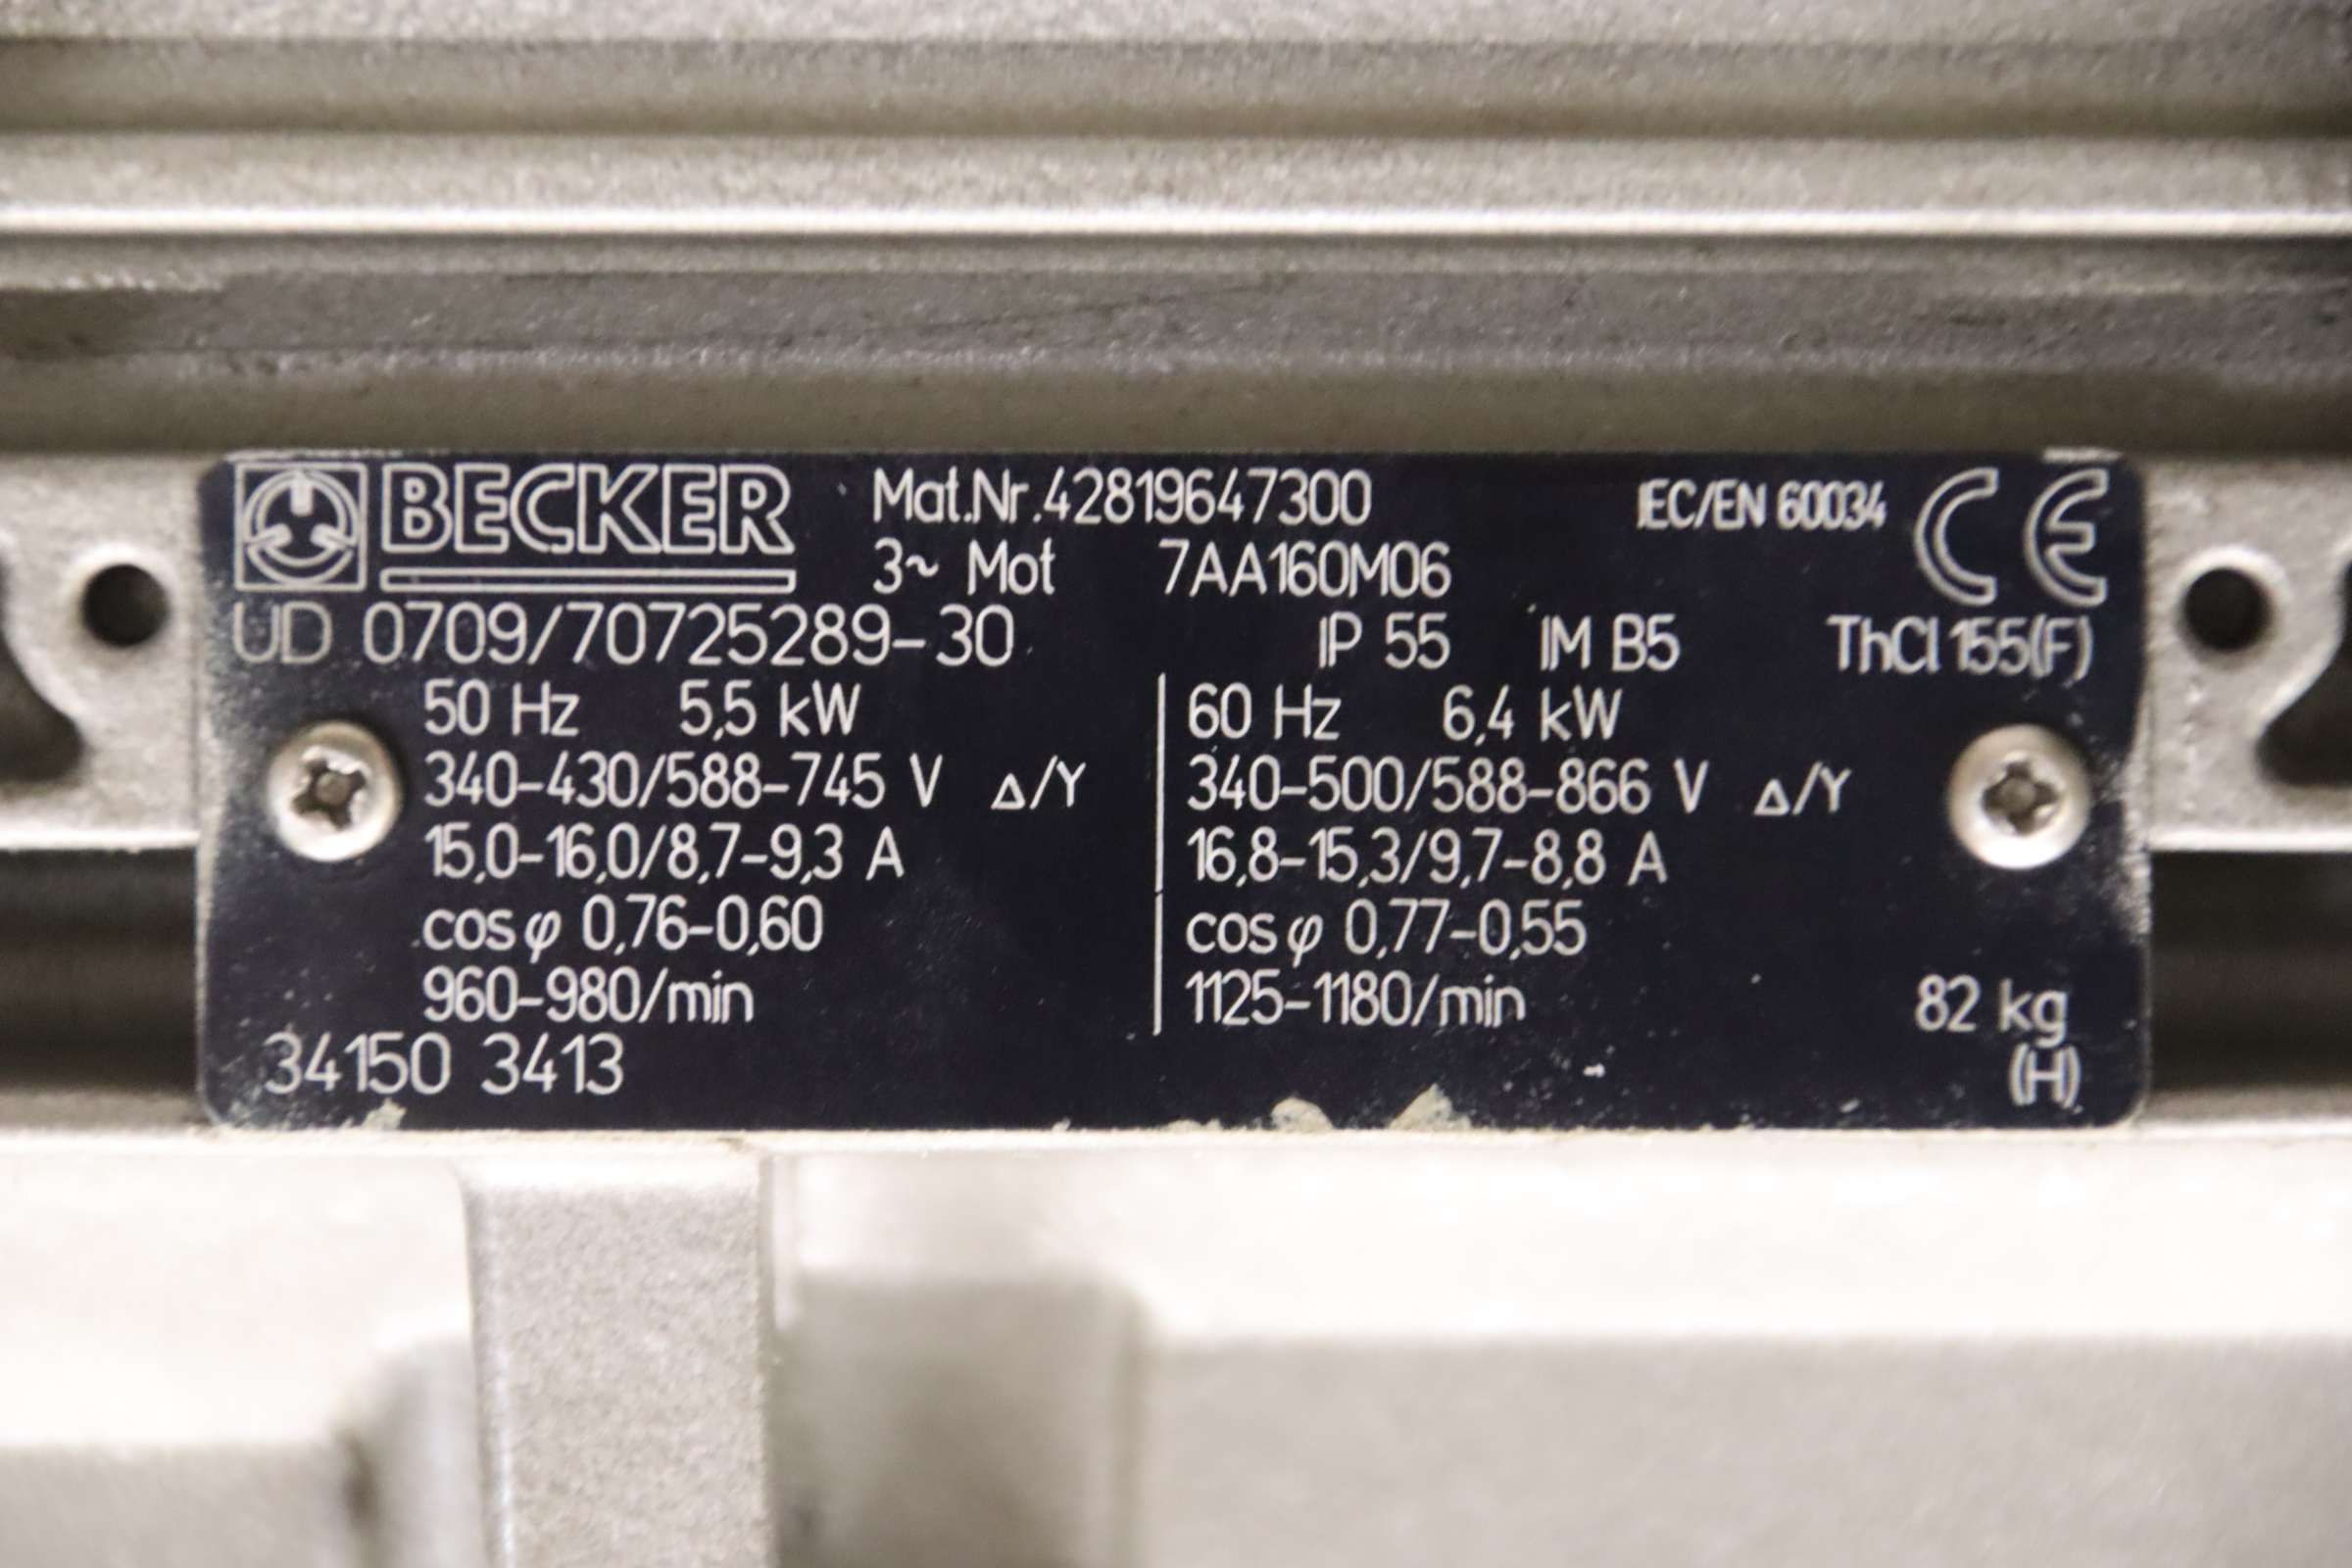 BECKER Mat.Nr.42819647300 IEC/EN 60034 CE
3~ Mot 7AA160M06
UD 0709/70725289-30 IP 55 IM B5 ThCl 155(F)
50 Hz 5,5 kW 60 Hz 6,4 kW
340-430/588-745 V Δ/Y 340-500/588-866 V Δ/Y
15,0-16,0/8,7-9,3 A 16,8-15,3/9,7-8,8 A
cos φ 0,76-0,60 cos φ 0,77-0,55
960-980/min 1125-1180/min 82 kg
34150 3413 (H)